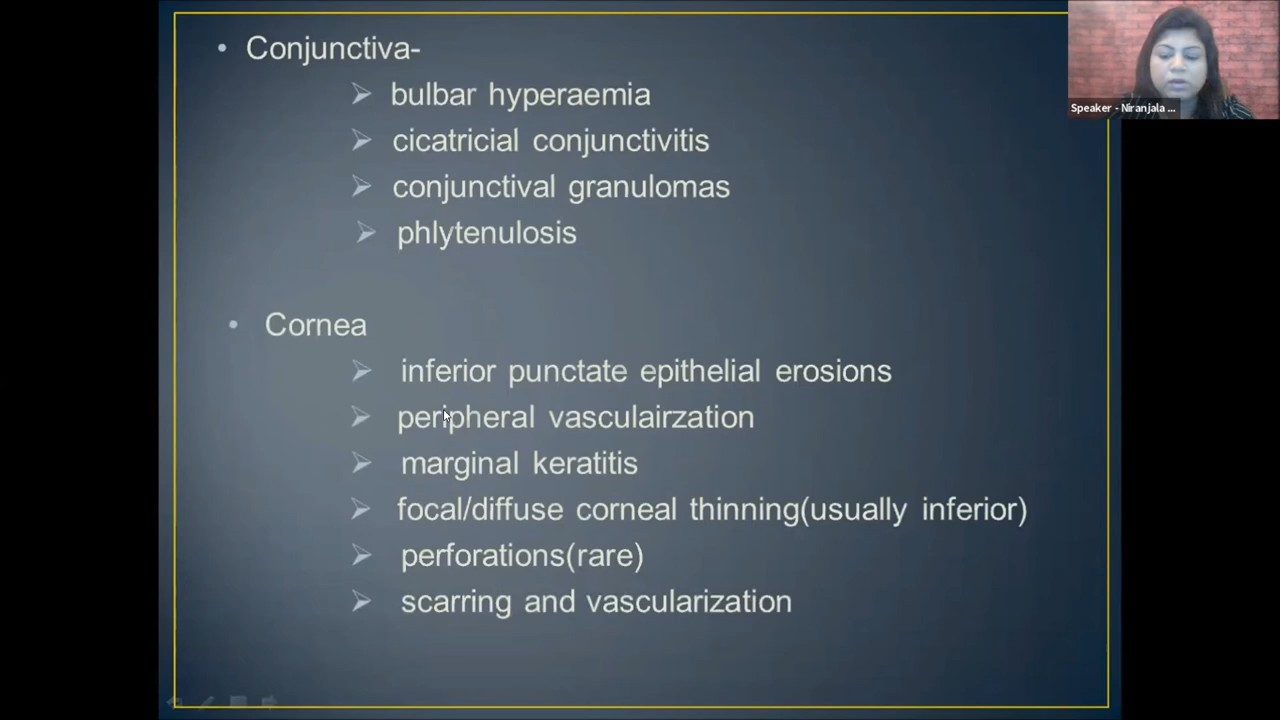 Conjunctiva-
bulbar hyperaemia
cicatricial conjunctivitis
conjunctival granulomas
phlytenulosis
Cornea
inferior punctate epithelial erosions
peripheral vasculairzation
marginal keratitis
focal/diffuse corneal thinning(usually inferior)
perforations(rare)
scarring and vascularization
Speaker - Niranjala ...